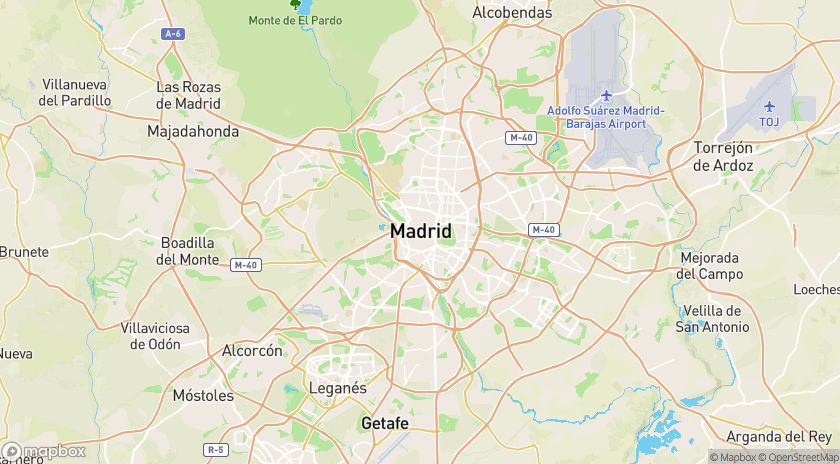 Alcobendas
Monte de El Pardo
A-6
Villanueva
del Pardillo
Las Rozas
de Madrid
Majadahonda
Adolfo Suárez Madrid-
Barajas Airport
TOJ
M-40
Torrejón
de Ardoz
Madrid
M-40
Brunete
Boadilla
del Monte
M-40
Mejorada
del Campo
Loeches
Velilla de
San Antonio
Villaviciosa
de Odón
Nueva
Alcorcón
Leganés
Móstoles
Getafe
Arganda del Rey
R-5
mapbox
© Mapbox © OpenStreetMap